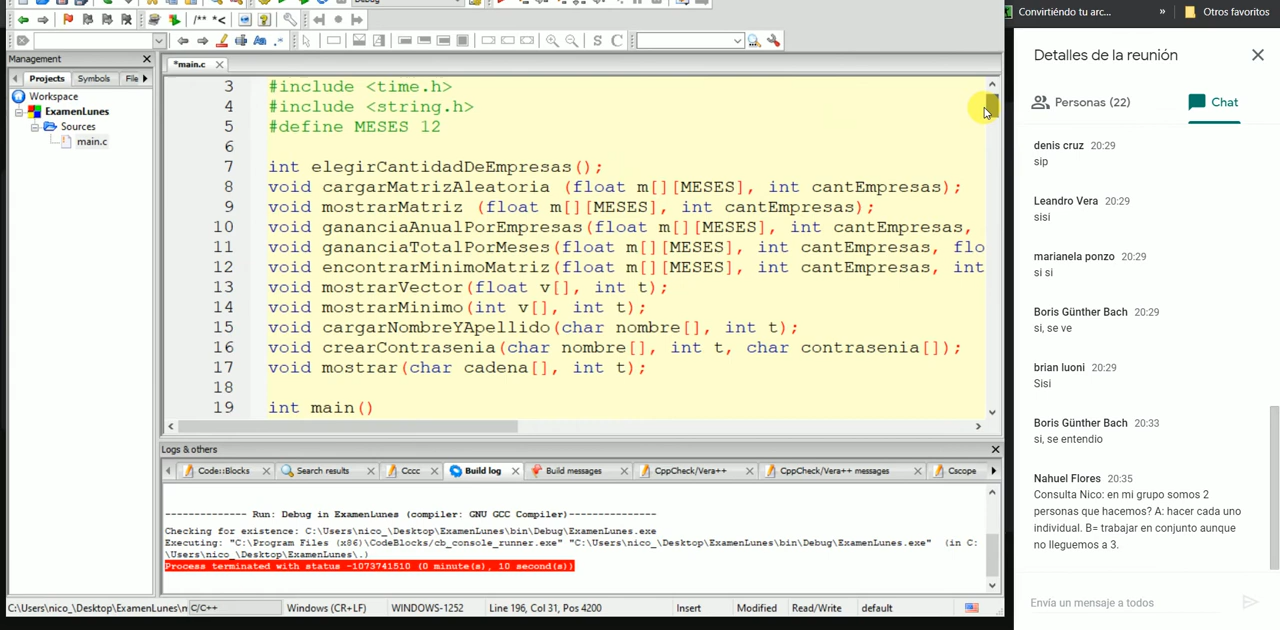 Convirtiéndo tu arc...
»
Otros favoritos
Management
Projects
Symbols
File
Workspace
ExamenLunes
Sources
main.c
*main.c
3 #include <time.h>
4 #include <string.h>
5 #define MESES 12
6
7 int elegirCantidadDeEmpresas();
8 void cargarMatrizAleatoria (float m[][MESES], int cantEmpresas);
9 void mostrarMatriz (float m[][MESES], int cantEmpresas);
10 void gananciaAnualPorEmpresas(float m[][MESES], int cantEmpresas,
11 void gananciaTotalPorMeses(float m[][MESES], int cantEmpresas, flo
12 void encontrarMinimoMatriz(float m[][MESES], int cantEmpresas, int
13 void mostrarVector(float v[], int t);
14 void mostrarMinimo(int v[], int t);
15 void cargarNombreYApellido(char nombre[], int t);
16 void crearContrasenia(char nombre[], int t, char contrasenia[]);
17 void mostrar(char cadena[], int t);
18
19 int main()
Logs & others
Code::Blocks
Search results
Cccc
Build log
Build messages
CppCheck/Vera++
CppCheck/Vera++ messages
Cscope
-------------- Run: Debug in ExamenLunes (compiler: GNU GCC Compiler)---------------
Checking for existence: C:\Users\nico_\Desktop\ExamenLunes\bin\Debug\ExamenLunes.exe
Executing: "C:\Program Files (x86)\CodeBlocks/cb_console_runner.exe" "C:\Users\nico_\Desktop\ExamenLunes\bin\Debug\ExamenLunes.exe"  (in C:
\Users\nico_\Desktop\ExamenLunes\.)
Process terminated with status -1073741510 (0 minute(s), 10 second(s))
C:\Users\nico_\Desktop\ExamenLunes\m
C/C++
Windows (CR+LF)
WINDOWS-1252
Line 196, Col 31, Pos 4200
Insert
Modified
Read/Write
default
Detalles de la reunión
Personas (22)
Chat
denis cruz 20:29
sip
Leandro Vera 20:29
sisi
marianela ponzo 20:29
si si
Boris Günther Bach 20:29
si, se ve
brian luoni 20:29
Sisi
Boris Günther Bach 20:33
si, se entendio
Nahuel Flores 20:35
Consulta Nico: en mi grupo somos 2
personas que hacemos? A: hacer cada uno
individual. B= trabajar en conjunto aunque
no lleguemos a 3.
Envía un mensaje a todos